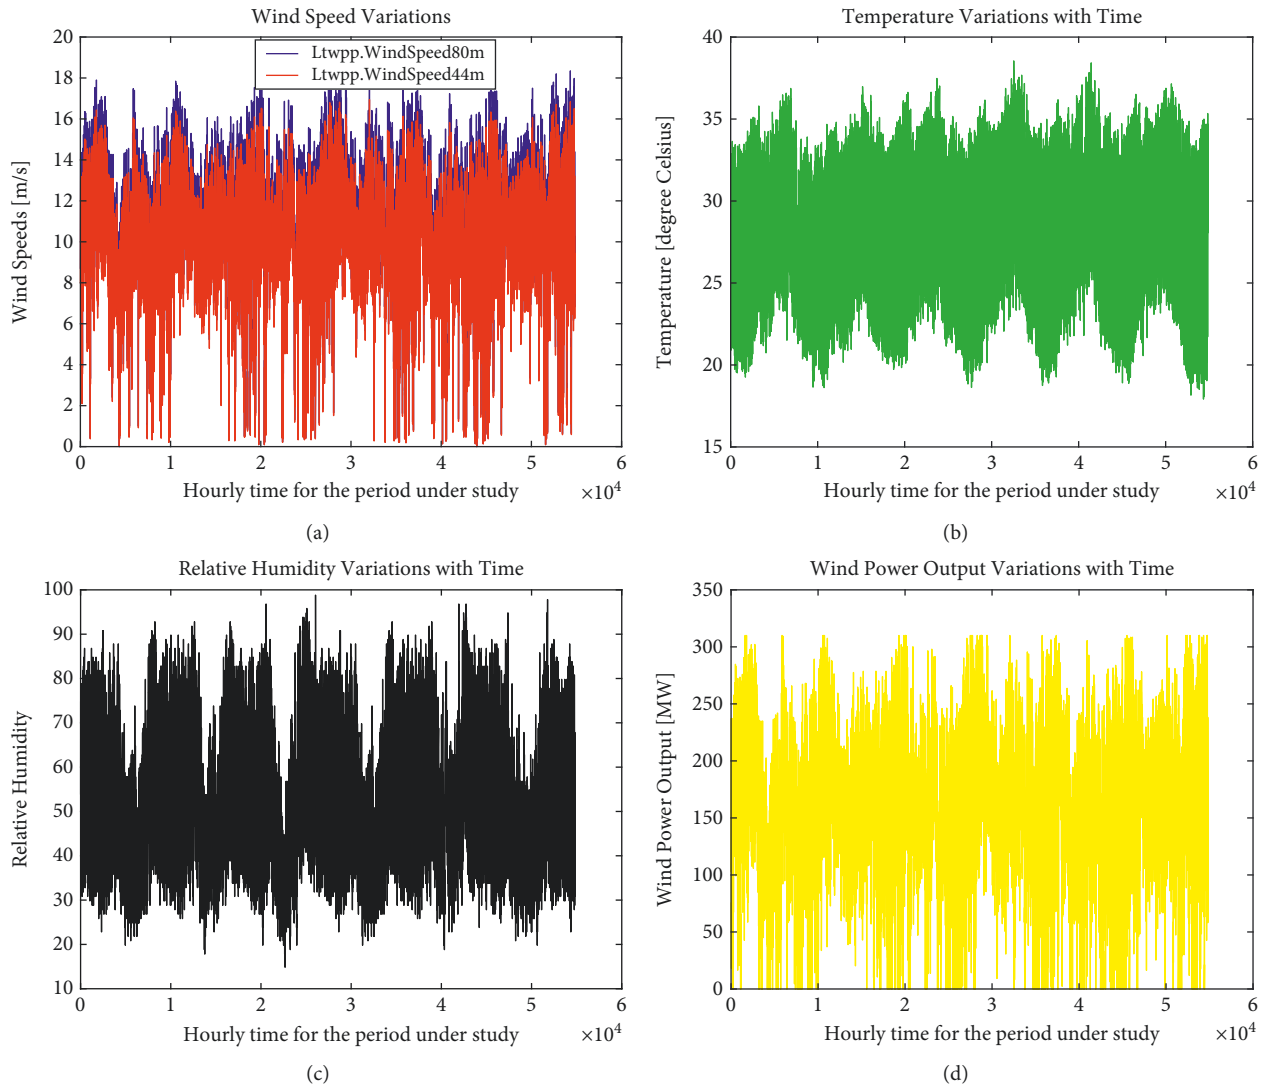 Wind Speed Variations
Ltwpp.WindSpeed80m
Ltwpp.WindSpeed44m
Wind Speeds [m/s]
20
18
16
14
12
10
8
6
4
2
0
0 1 2 3 4 5 6
×10^4
Hourly time for the period under study
(a)
Temperature Variations with Time
Temperature [degree Celsius]
40
35
30
25
20
15
0 1 2 3 4 5 6
×10^4
Hourly time for the period under study
(b)
Relative Humidity Variations with Time
Relative Humidity
100
90
80
70
60
50
40
30
20
10
0 1 2 3 4 5 6
×10^4
Hourly time for the period under study
(c)
Wind Power Output Variations with Time
Wind Power Output [MW]
350
300
250
200
150
100
50
0
0 1 2 3 4 5 6
×10^4
Hourly time for the period under study
(d)